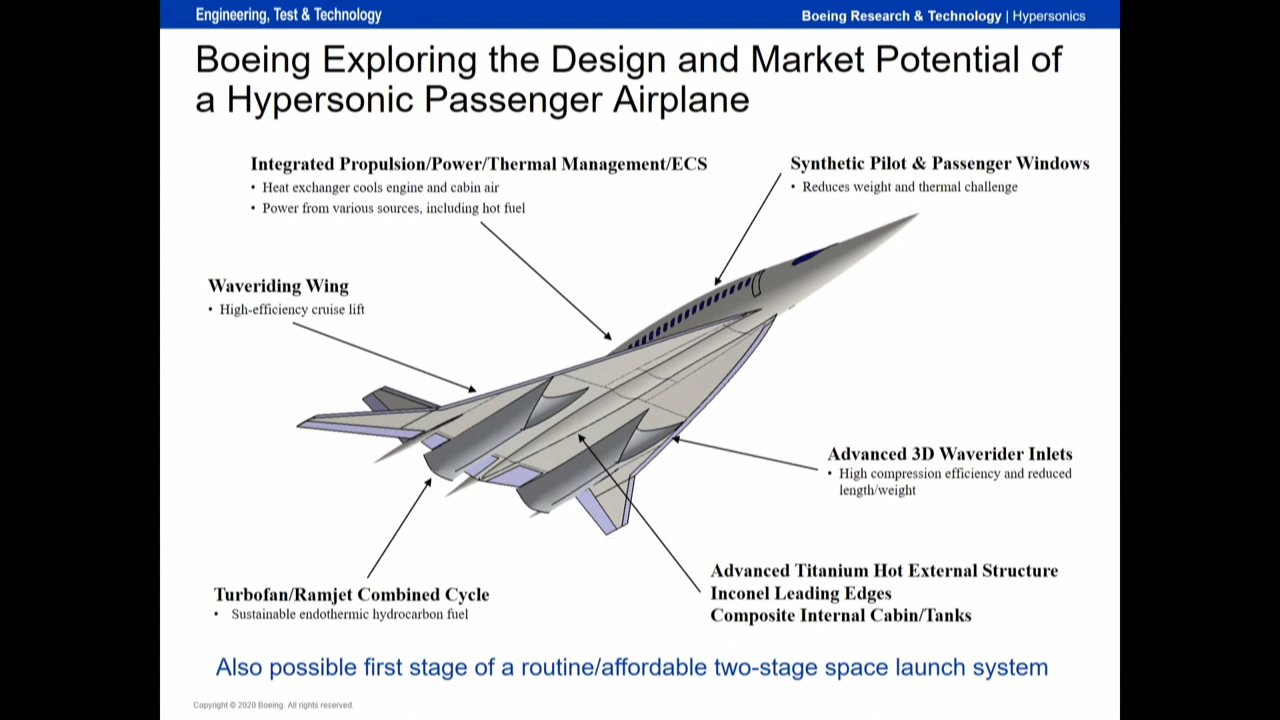 Engineering, Test & Technology
Boeing Research & Technology | Hypersonics
Boeing Exploring the Design and Market Potential of
a Hypersonic Passenger Airplane
Integrated Propulsion/Power/Thermal Management/ECS
• Heat exchanger cools engine and cabin air
• Power from various sources, including hot fuel
Synthetic Pilot & Passenger Windows
• Reduces weight and thermal challenge
Waveriding Wing
• High-efficiency cruise lift
Advanced 3D Waverider Inlets
• High compression efficiency and reduced
length/weight
Turbofan/Ramjet Combined Cycle
• Sustainable endothermic hydrocarbon fuel
Advanced Titanium Hot External Structure
Inconel Leading Edges
Composite Internal Cabin/Tanks
Also possible first stage of a routine/affordable two-stage space launch system
Copyright © 2020 Boeing. All rights reserved.